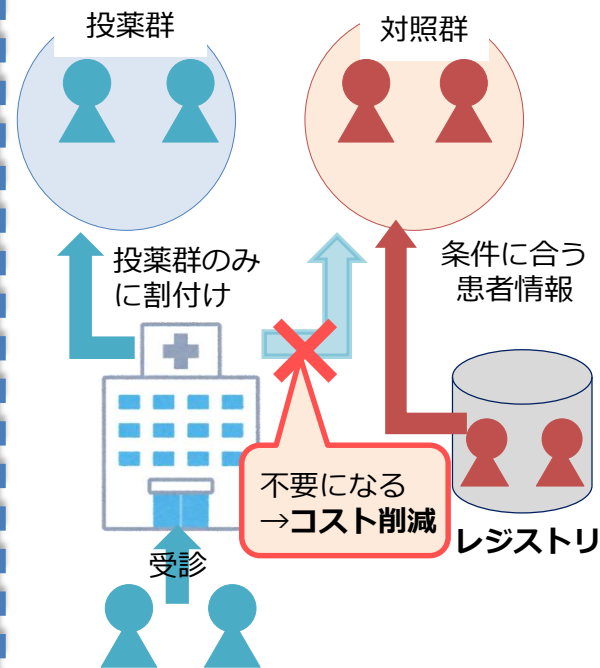 投薬群
対照群
投薬群のみ
に割付け
条件に合う
患者情報
不要になる
→コスト削減
レジストリ
受診